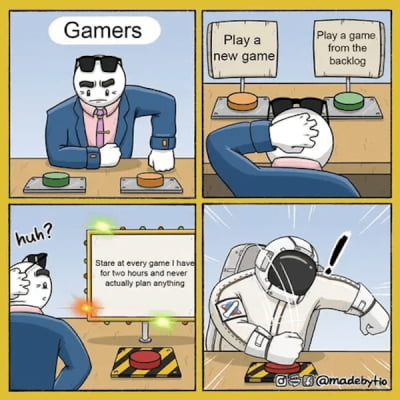 Gamers
Play a
new game
Play a game
from the
backlog
huh?
Stare at every game I have
for two hours and never
actually plan anything
!
@madebytio